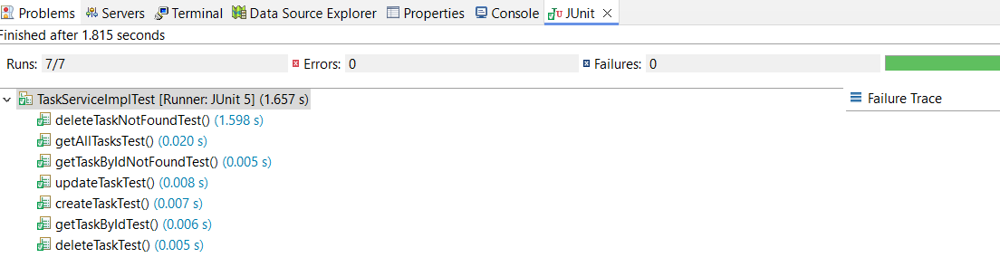 Problems Servers Terminal Data Source Explorer Properties Console JUnit
Finished after 1.815 seconds
Runs: 7/7 Errors: 0 Failures: 0
TaskServiceImplTest [Runner: JUnit 5] (1.657 s)
Failure Trace
deleteTaskNotFoundTest() (1.598 s)
getAllTasksTest() (0.020 s)
getTaskByIdNotFoundTest() (0.005 s)
updateTaskTest() (0.008 s)
createTaskTest() (0.007 s)
getTaskByIdTest() (0.006 s)
deleteTaskTest() (0.005 s)